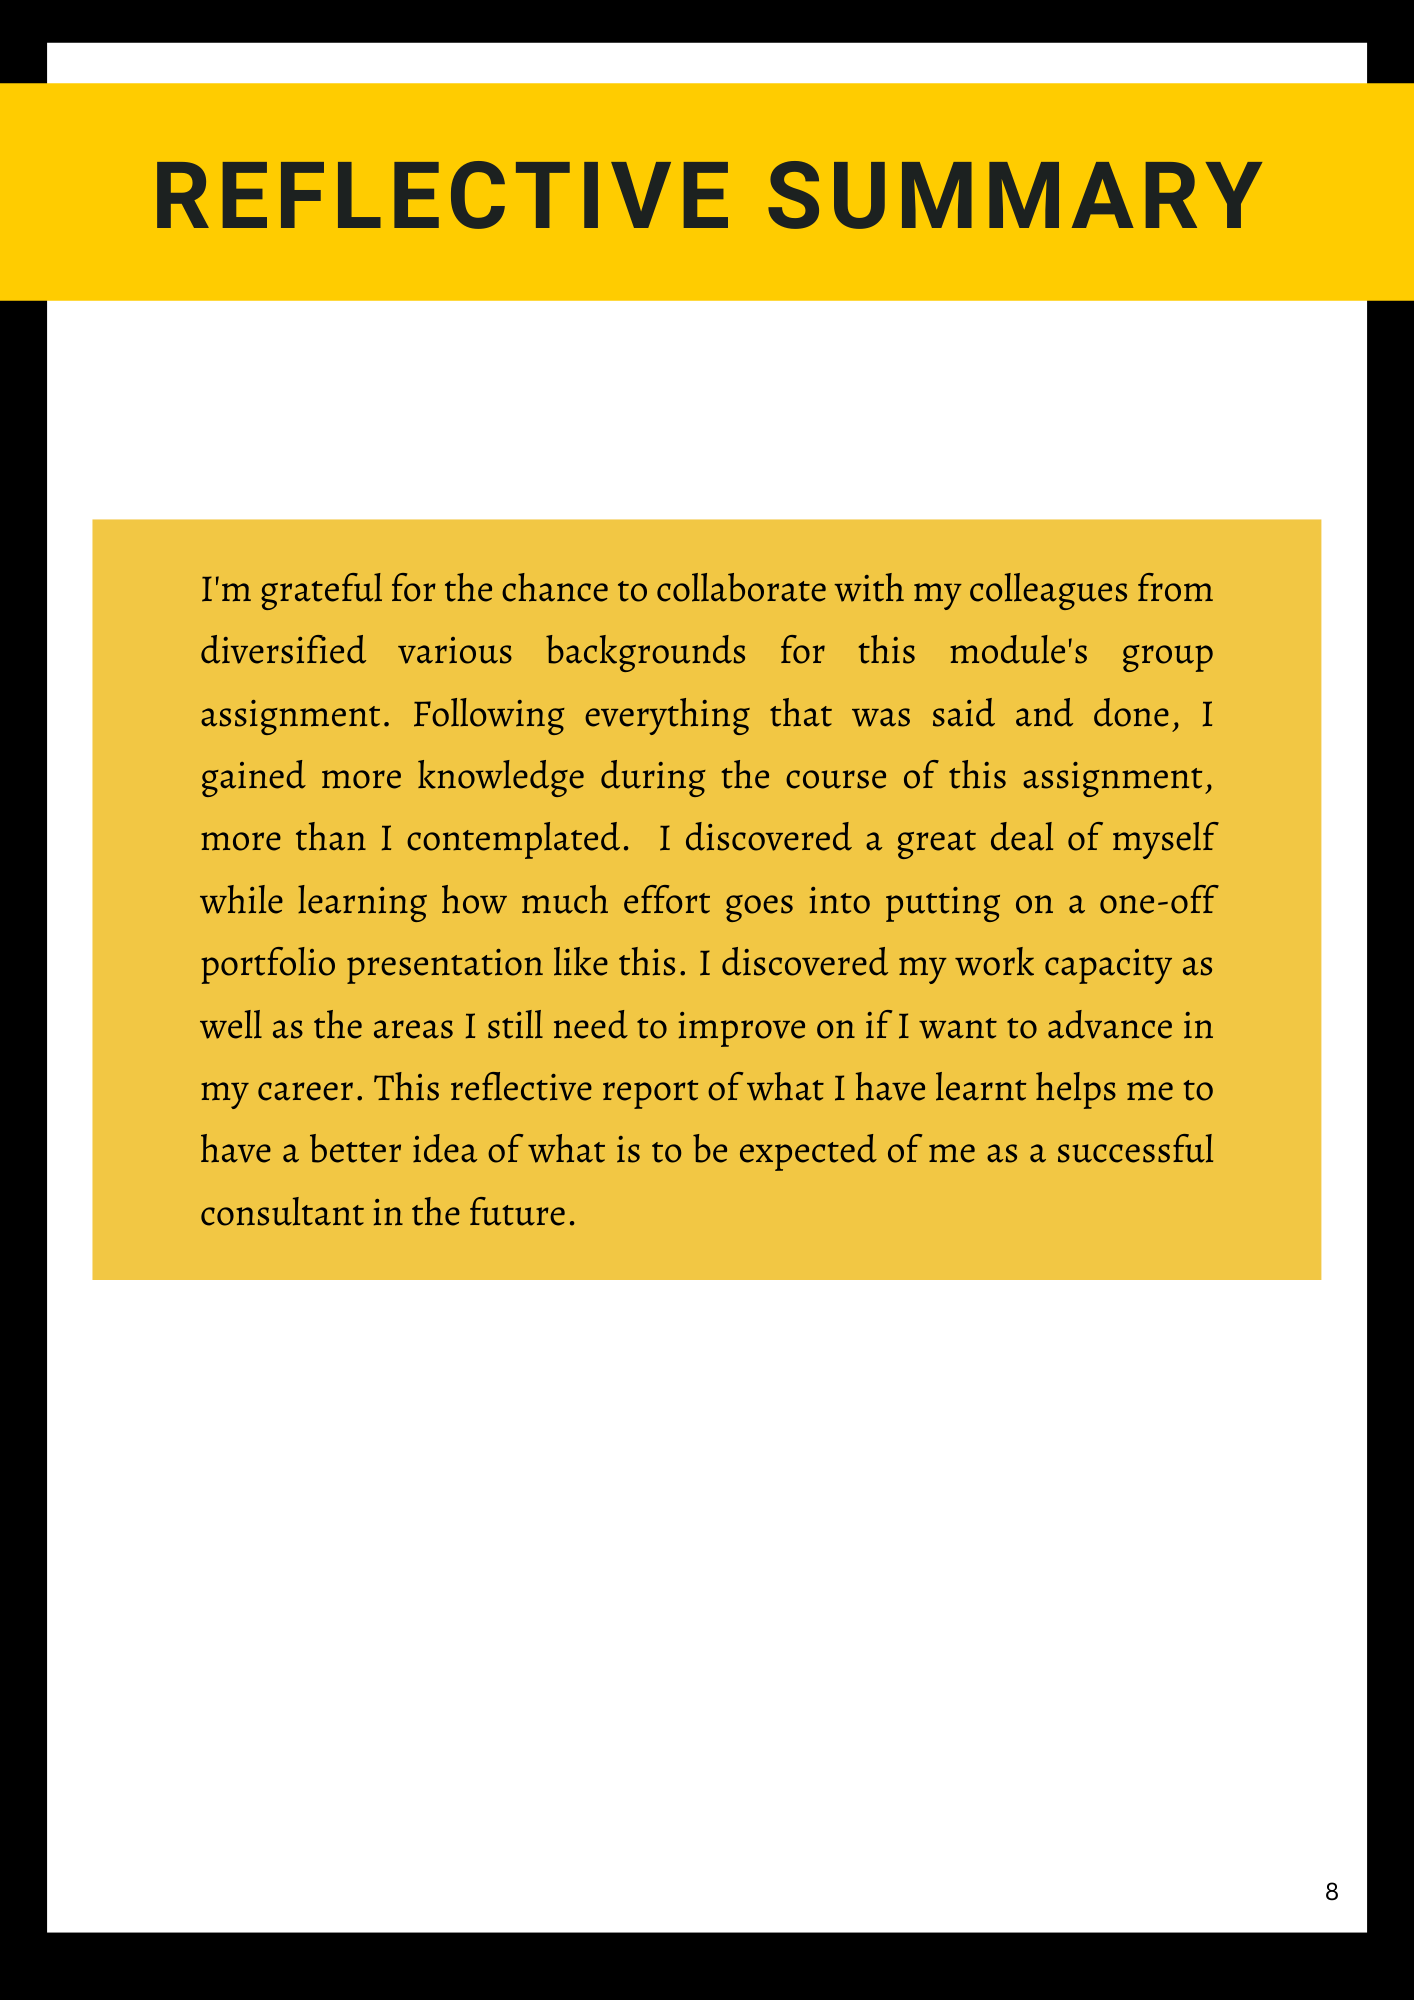 REFLECTIVE SUMMARY
I'm grateful for the chance to collaborate with my colleagues from
diversified various backgrounds for this module's group
assignment. Following everything that was said and done, I
gained more knowledge during the course of this assignment,
more than I contemplated.  I discovered a great deal of myself
while learning how much effort goes into putting on a one-off
portfolio presentation like this. I discovered my work capacity as
well as the areas I still need to improve on if I want to advance in
my career. This reflective report of what I have learnt helps me to
have a better idea of what is to be expected of me as a successful
consultant in the future.
8